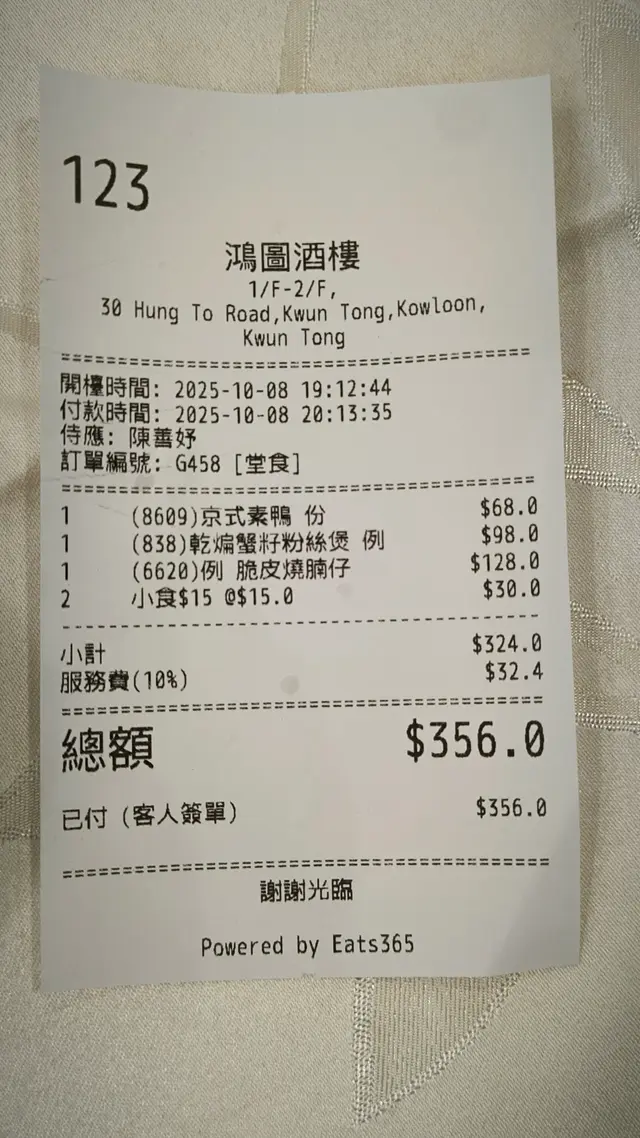 123
鴻圖酒樓
1/F-2/F,
30 Hung To Road,Kwun Tong,Kowloon,
Kwun Tong
開檯時間: 2025-10-08 19:12:44
付款時間: 2025-10-08 20:13:35
侍應: 陳善妤
訂單編號: G458 [堂食]
1 (8609)京式素鴨 份 $68.0
1 (838)乾煸蟹籽粉絲煲 例 $98.0
1 (6620)例 脆皮燒腩仔 $128.0
2 小食$15 @$15.0 $30.0
小計 $324.0
服務費(10%) $32.4
總額 $356.0
已付 (客人簽單) $356.0
謝謝光臨
Powered by Eats365